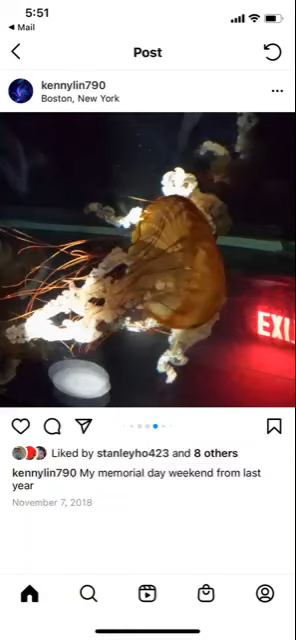 5:51
Mail
Post
kennylin790
Boston, New York
EXI
Liked by stanleyho423 and 8 others
kennylin790 My memorial day weekend from last
year
November 7, 2018